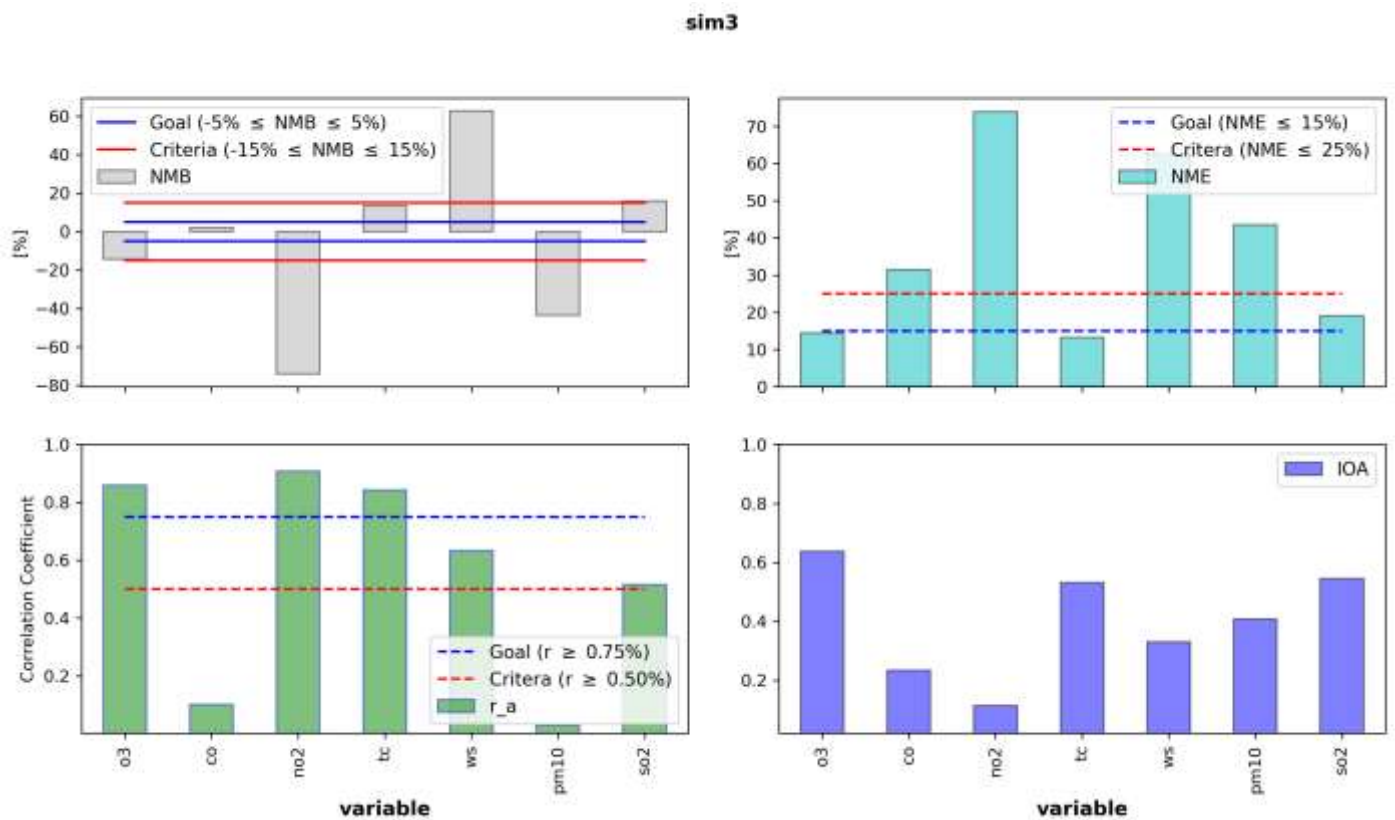 sim3
[%]
60
40
20
0
−20
−40
−60
−80
Goal (-5% ≤ NMB ≤ 5%)
Criteria (-15% ≤ NMB ≤ 15%)
NMB
[%]
70
60
50
40
30
20
10
0
Goal (NME ≤ 15%)
Critera (NME ≤ 25%)
NME
Correlation Coefficient
1.0
0.8
0.6
0.4
0.2
Goal (r ≥ 0.75%)
Critera (r ≥ 0.50%)
r_a
o3
co
no2
tc
ws
pm10
so2
variable
1.0
0.8
0.6
0.4
0.2
IOA
o3
co
no2
tc
ws
pm10
so2
variable